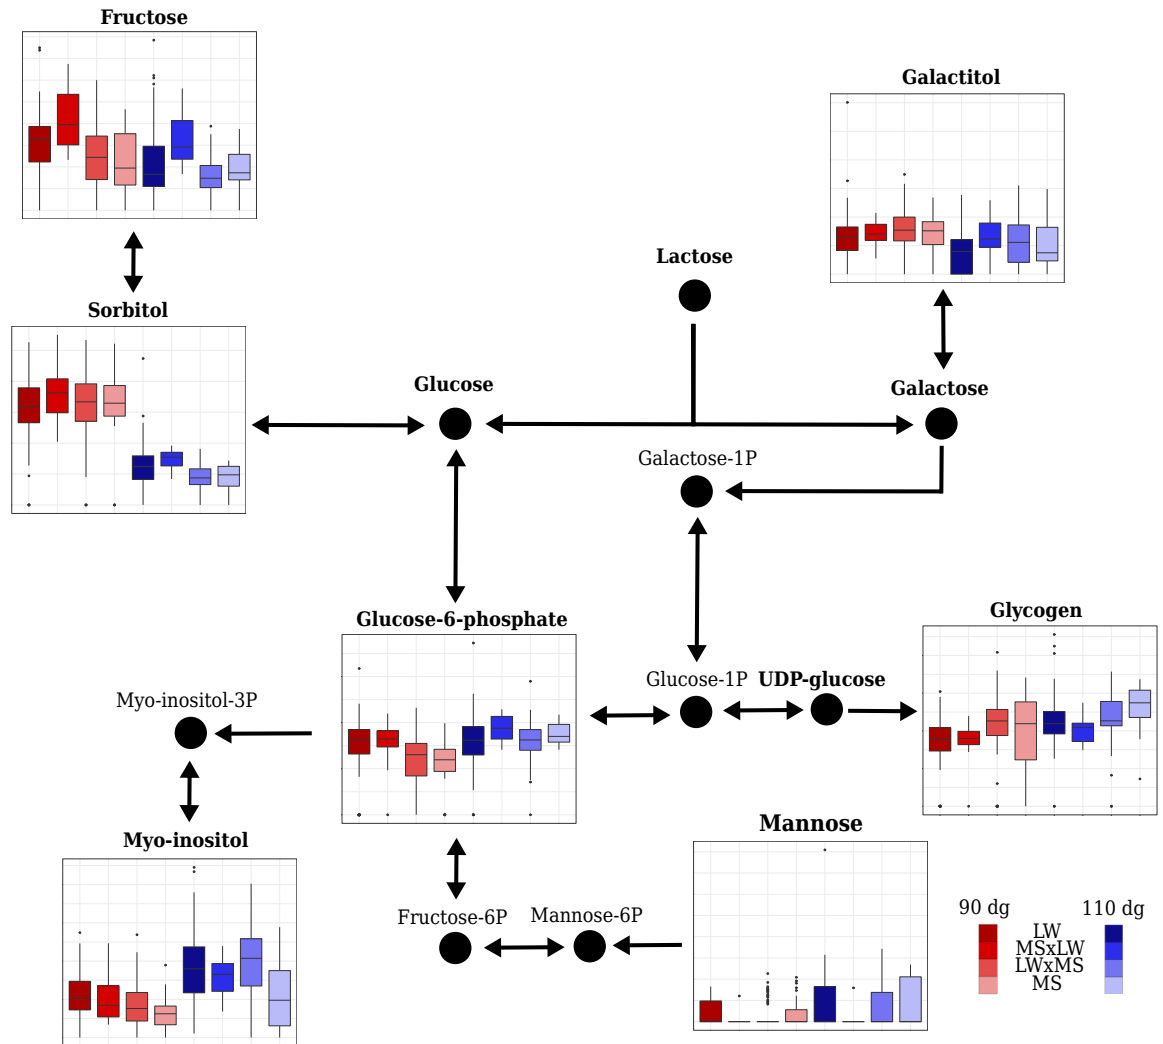 Fructose
Galactitol
Lactose
Sorbitol
Glucose
Galactose
Galactose-1P
Glycogen
Glucose-6-phosphate
Glucose-1P
UDP-glucose
Myo-inositol-3P
Mannose
Myo-inositol
Fructose-6P
Mannose-6P
90 dg
110 dg
LW
MSxLW
LWxMS
MS